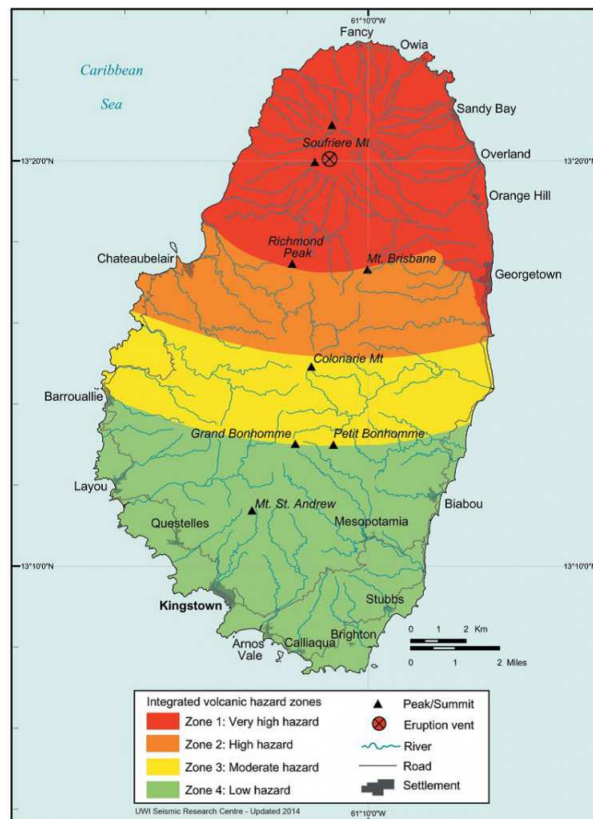 61°10'0"W
Fancy
Owia
Caribbean
Sea
Sandy Bay
Soufriere Mt
Overland
13°20'0"N
13°20'0"N
Orange Hill
Richmond
Peak
Mt. Brisbane
Chateaubelair
Georgetown
Colonarie Mt
Barrouallie
Grand Bonhomme
Petit Bonhomme
Layou
Biabou
Mt. St. Andrew
Questelles
Mesopotamia
13°10'0"N
13°10'0"N
Kingstown
Stubbs
Arnos
Vale
Brighton
Calliaqua
0 1 2 Km
0 1 2 Miles
Integrated volcanic hazard zones
Zone 1: Very high hazard
Zone 2: High hazard
Zone 3: Moderate hazard
Zone 4: Low hazard
Peak/Summit
Eruption vent
River
Road
Settlement
UWI Seismic Research Centre - Updated 2014
61°10'0"W